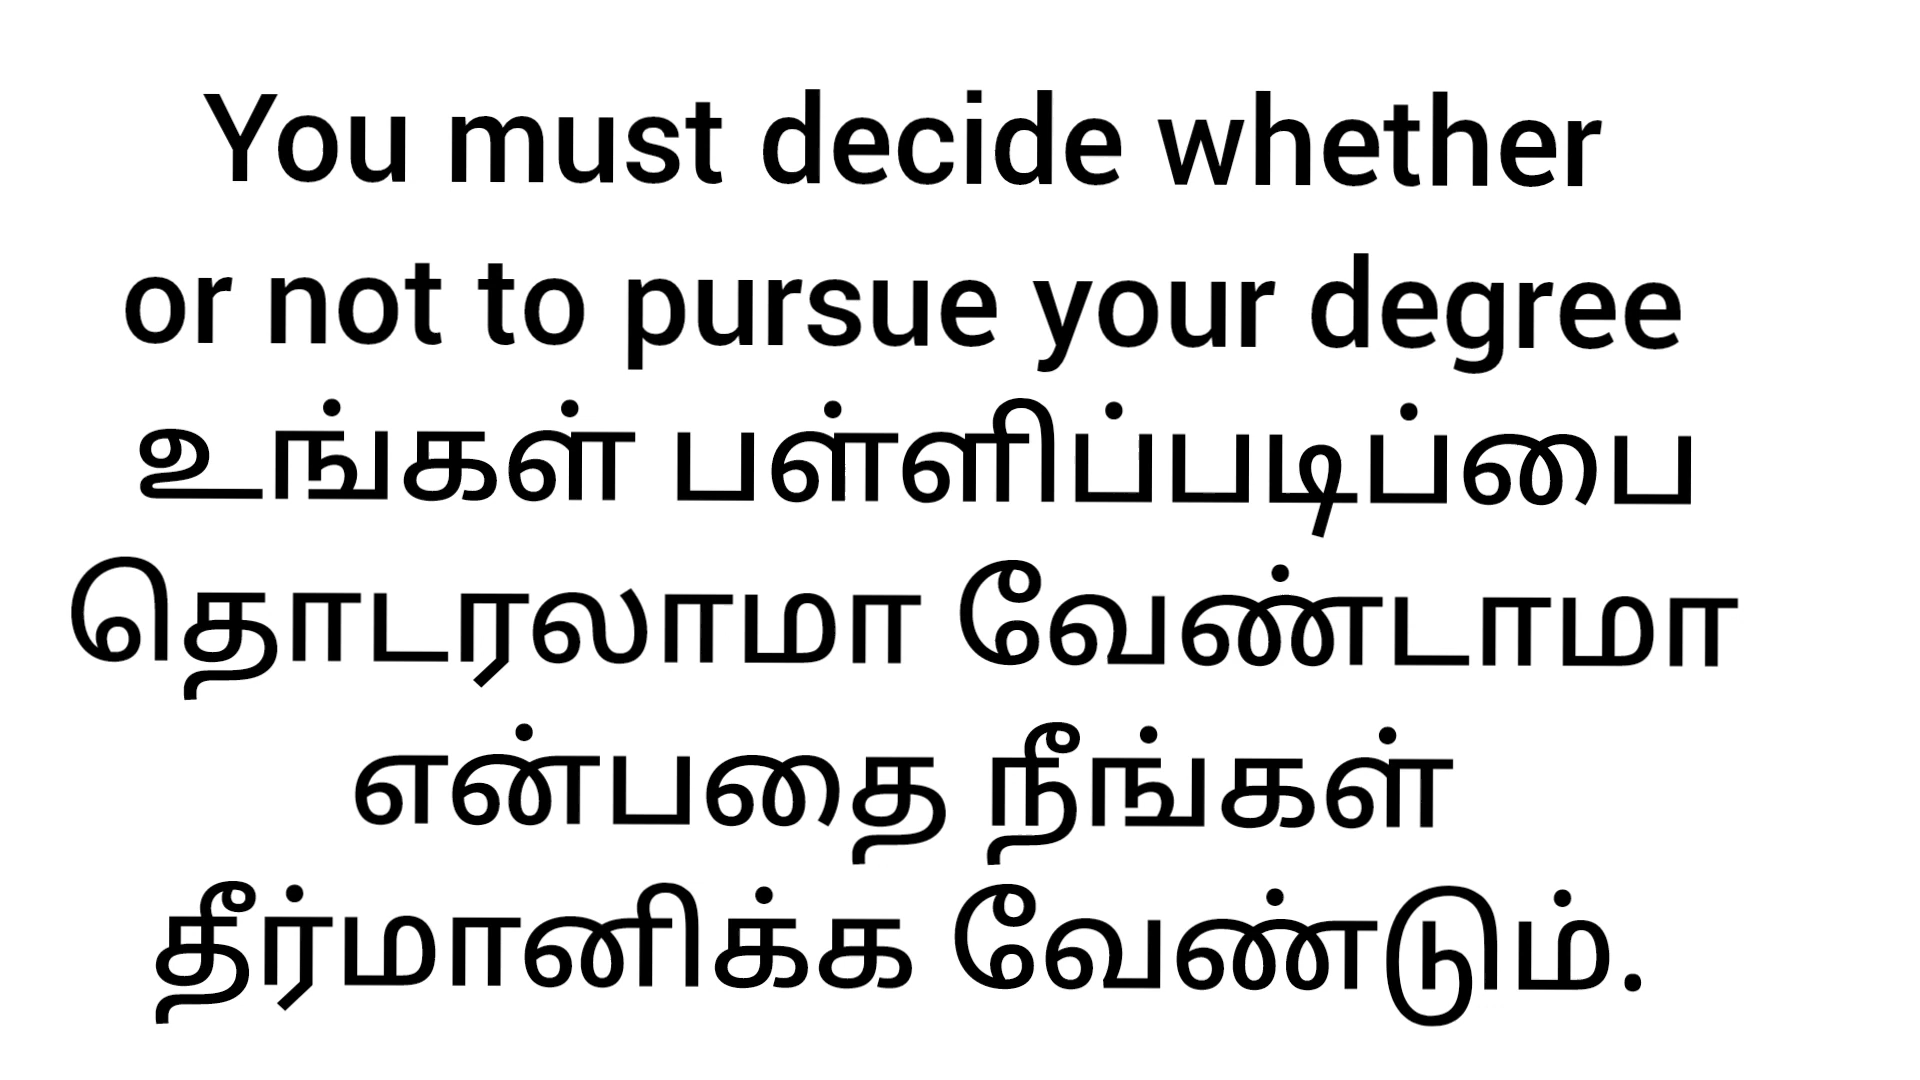 You must decide whether
or not to pursue your degree
உங்கள் பள்ளிப்படிப்பை
தொடரலாமா வேண்டாமா
என்பதை நீங்கள்
தீர்மானிக்க வேண்டும்.